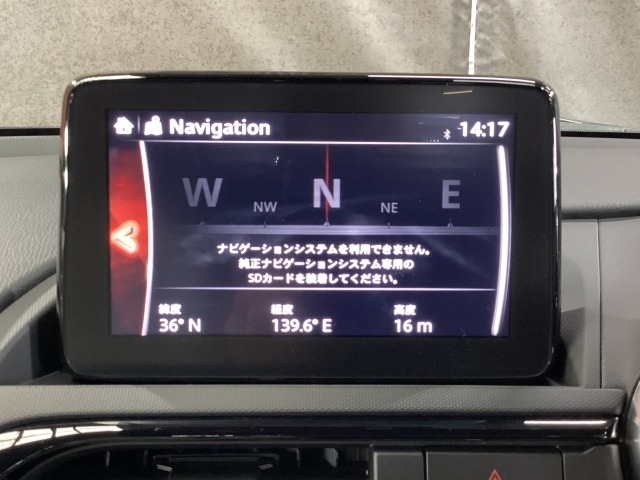 Navigation 14:17
W NW N NE E
ナビゲーションシステムを利用できません。
純正ナビゲーションシステム専用の
SDカードを装着してください。
緯度 経度 高度
36° N 139.6° E 16 m